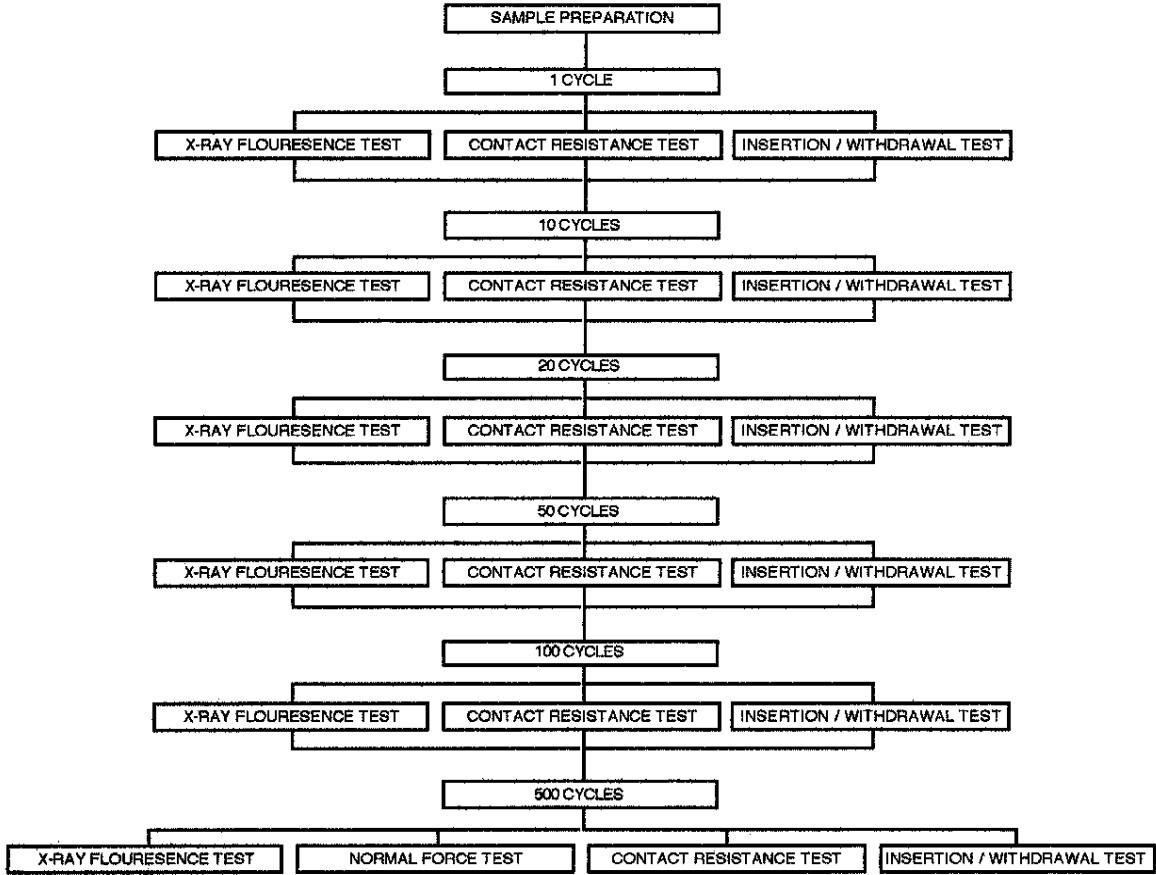 SAMPLE PREPARATION
1 CYCLE
X-RAY FLOURESENCE TEST
CONTACT RESISTANCE TEST
INSERTION / WITHDRAWAL TEST
10 CYCLES
X-RAY FLOURESENCE TEST
CONTACT RESISTANCE TEST
INSERTION / WITHDRAWAL TEST
20 CYCLES
X-RAY FLOURESENCE TEST
CONTACT RESISTANCE TEST
INSERTION / WITHDRAWAL TEST
50 CYCLES
X-RAY FLOURESENCE TEST
CONTACT RESISTANCE TEST
INSERTION / WITHDRAWAL TEST
100 CYCLES
X-RAY FLOURESENCE TEST
CONTACT RESISTANCE TEST
INSERTION / WITHDRAWAL TEST
500 CYCLES
X-RAY FLOURESENCE TEST
NORMAL FORCE TEST
CONTACT RESISTANCE TEST
INSERTION / WITHDRAWAL TEST